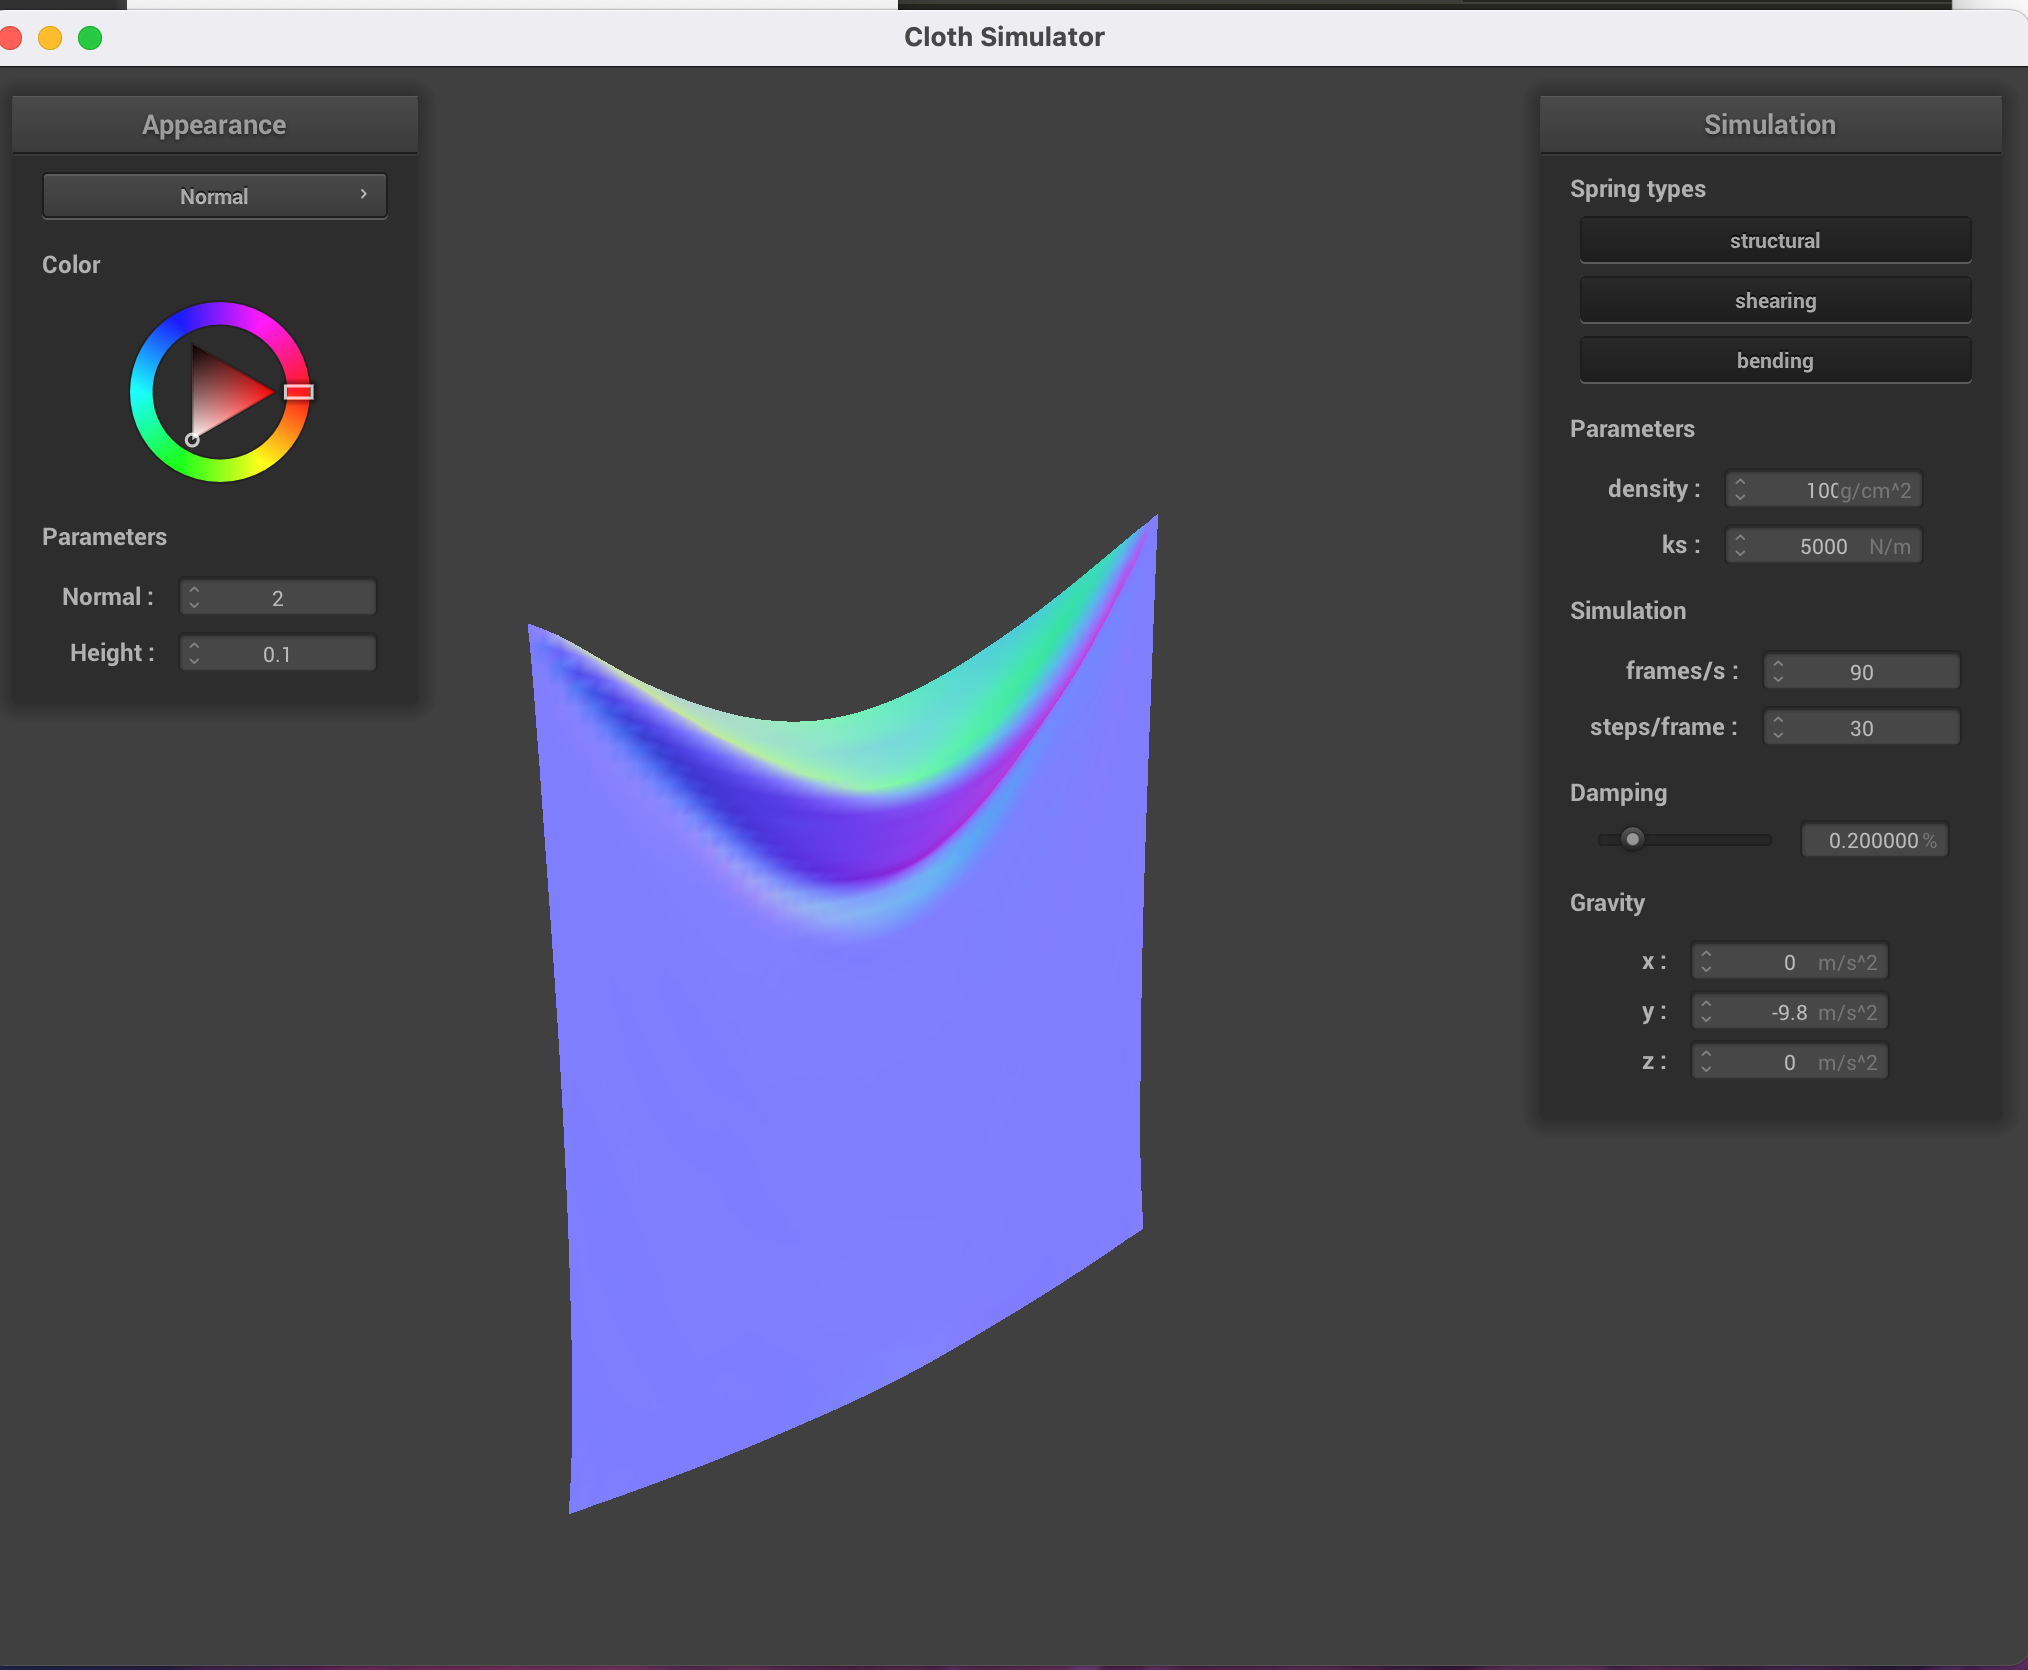 Cloth Simulator
Appearance
Normal
Color
Parameters
Normal : 2
Height : 0.1
Simulation
Spring types
structural
shearing
bending
Parameters
density : 100 g/cm^2
ks : 5000 N/m
Simulation
frames/s : 90
steps/frame : 30
Damping
0.200000 %
Gravity
x : 0 m/s^2
y : -9.8 m/s^2
z : 0 m/s^2